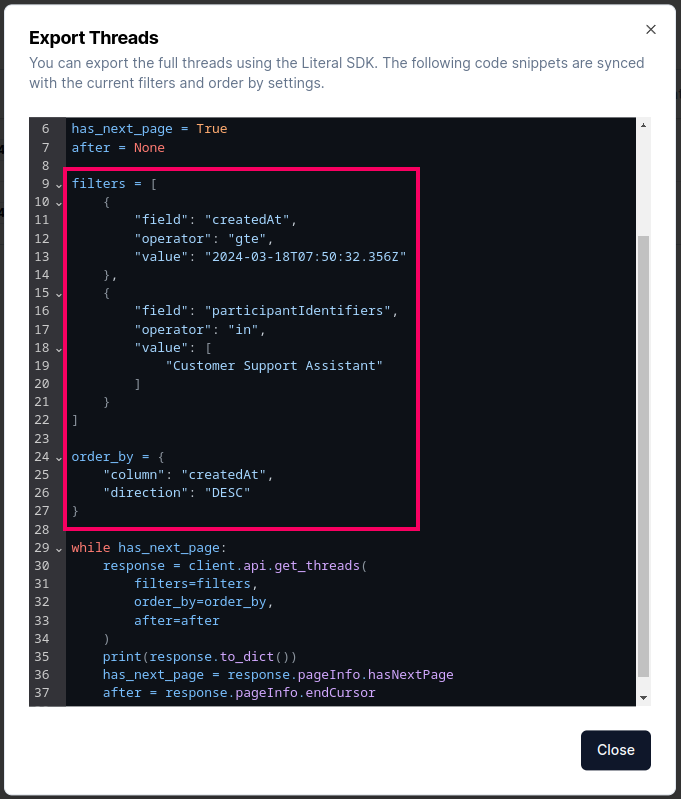 Export Threads
You can export the full threads using the Literal SDK. The following code snippets are synced
with the current filters and order by settings.
6 has_next_page = True
7 after = None
8
9 filters = [
10     {
11         "field": "createdAt",
12         "operator": "gte",
13         "value": "2024-03-18T07:50:32.356Z"
14     },
15     {
16         "field": "participantIdentifiers",
17         "operator": "in",
18         "value": [
19             "Customer Support Assistant"
20         ]
21     }
22 ]
23
24 order_by = {
25     "column": "createdAt",
26     "direction": "DESC"
27 }
28
29 while has_next_page:
30     response = client.api.get_threads(
31         filters=filters,
32         order_by=order_by,
33         after=after
34     )
35     print(response.to_dict())
36     has_next_page = response.pageInfo.hasNextPage
37     after = response.pageInfo.endCursor
Close